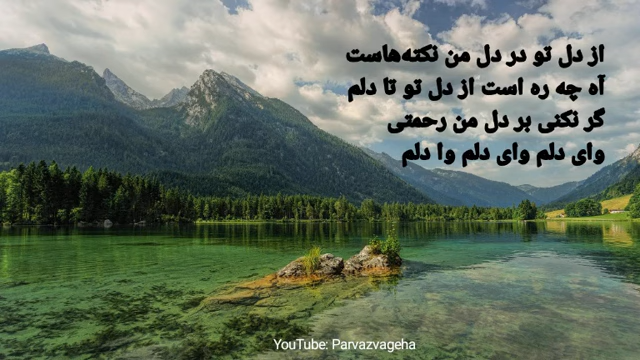 از دل تو در دل من نکته‌هاست
آه چه ره است از دل تو تا دلم
گر نکنی بر دل من رحمتی
وای دلم وای دلم وا دلم
YouTube: Parvazvageha